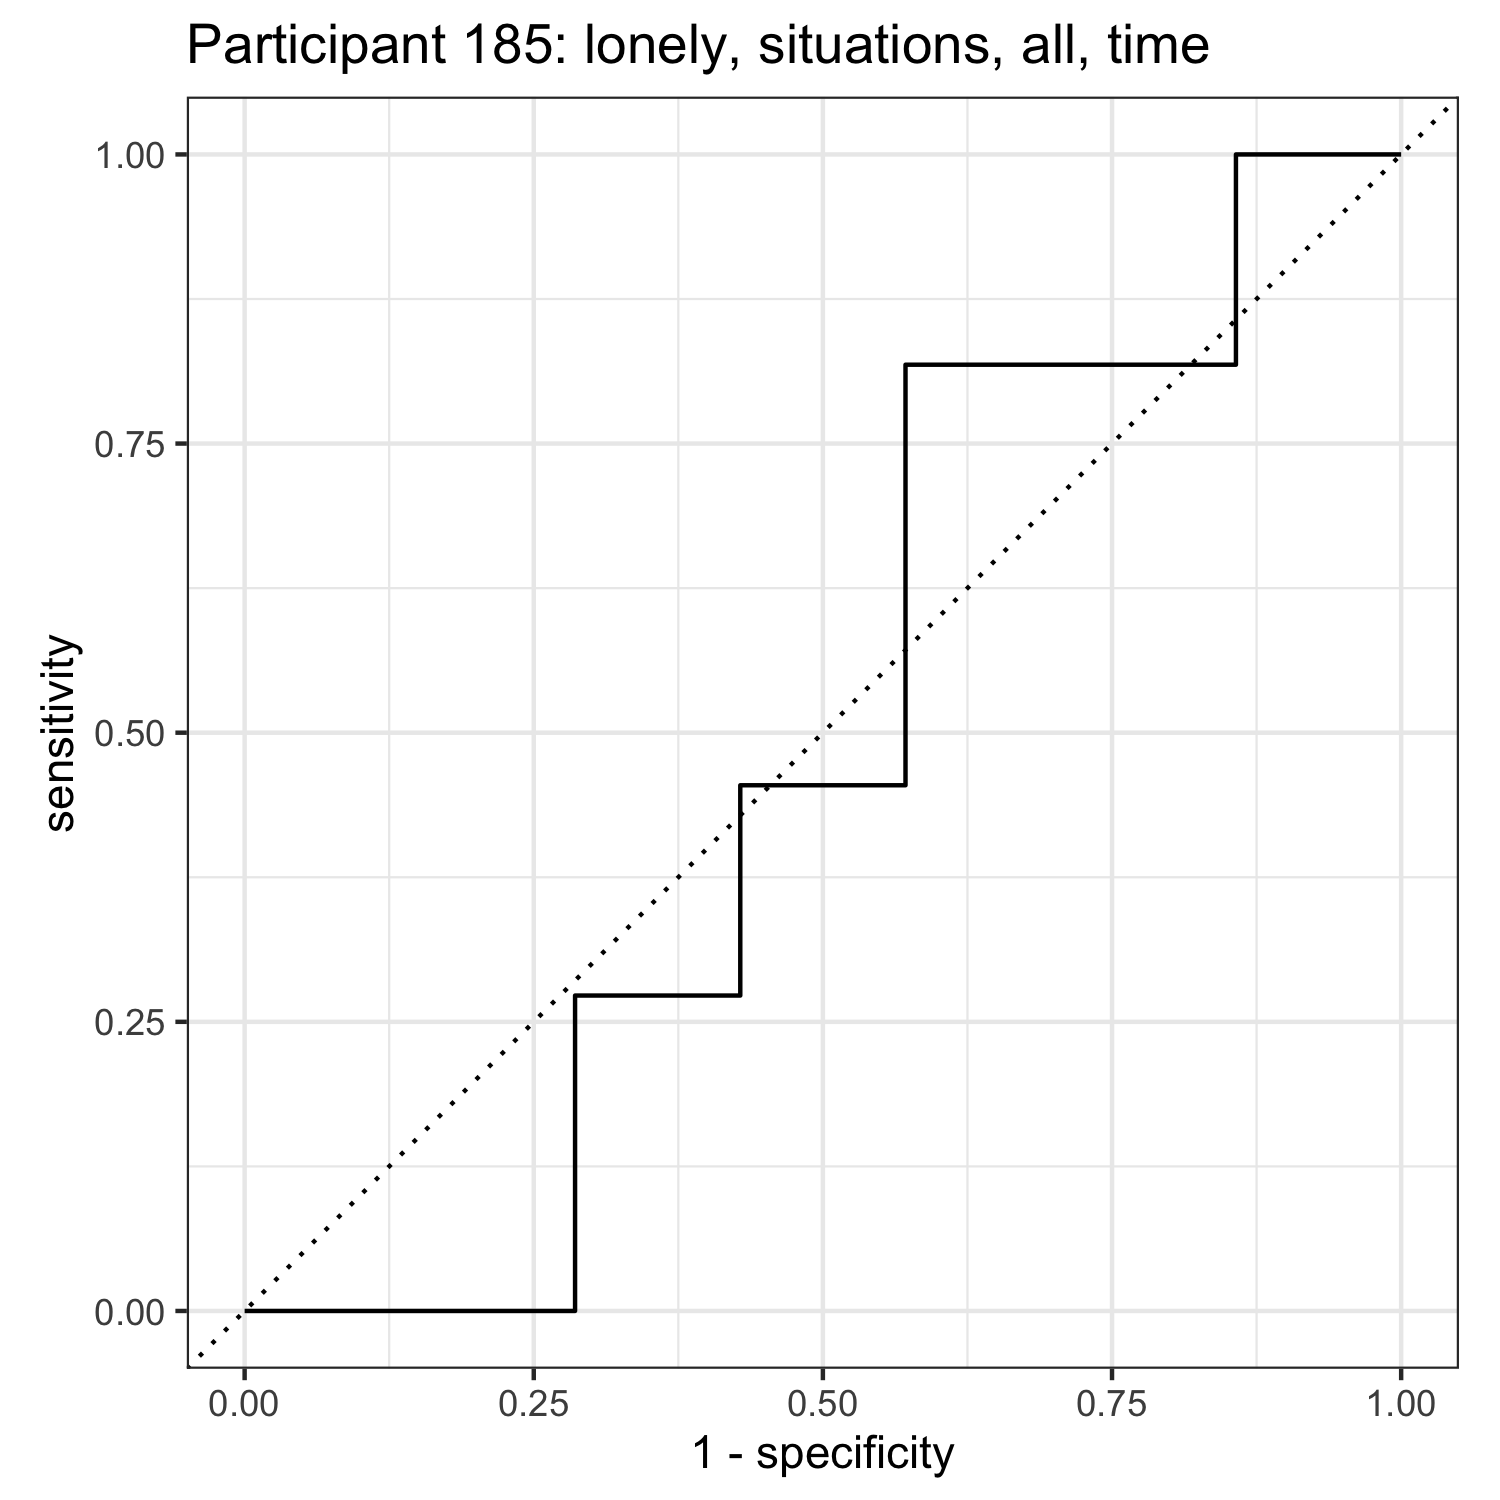 Participant 185: lonely, situations, all, time
1.00
0.75
0.50
0.25
0.00
sensitivity
0.00 0.25 0.50 0.75 1.00
1 - specificity